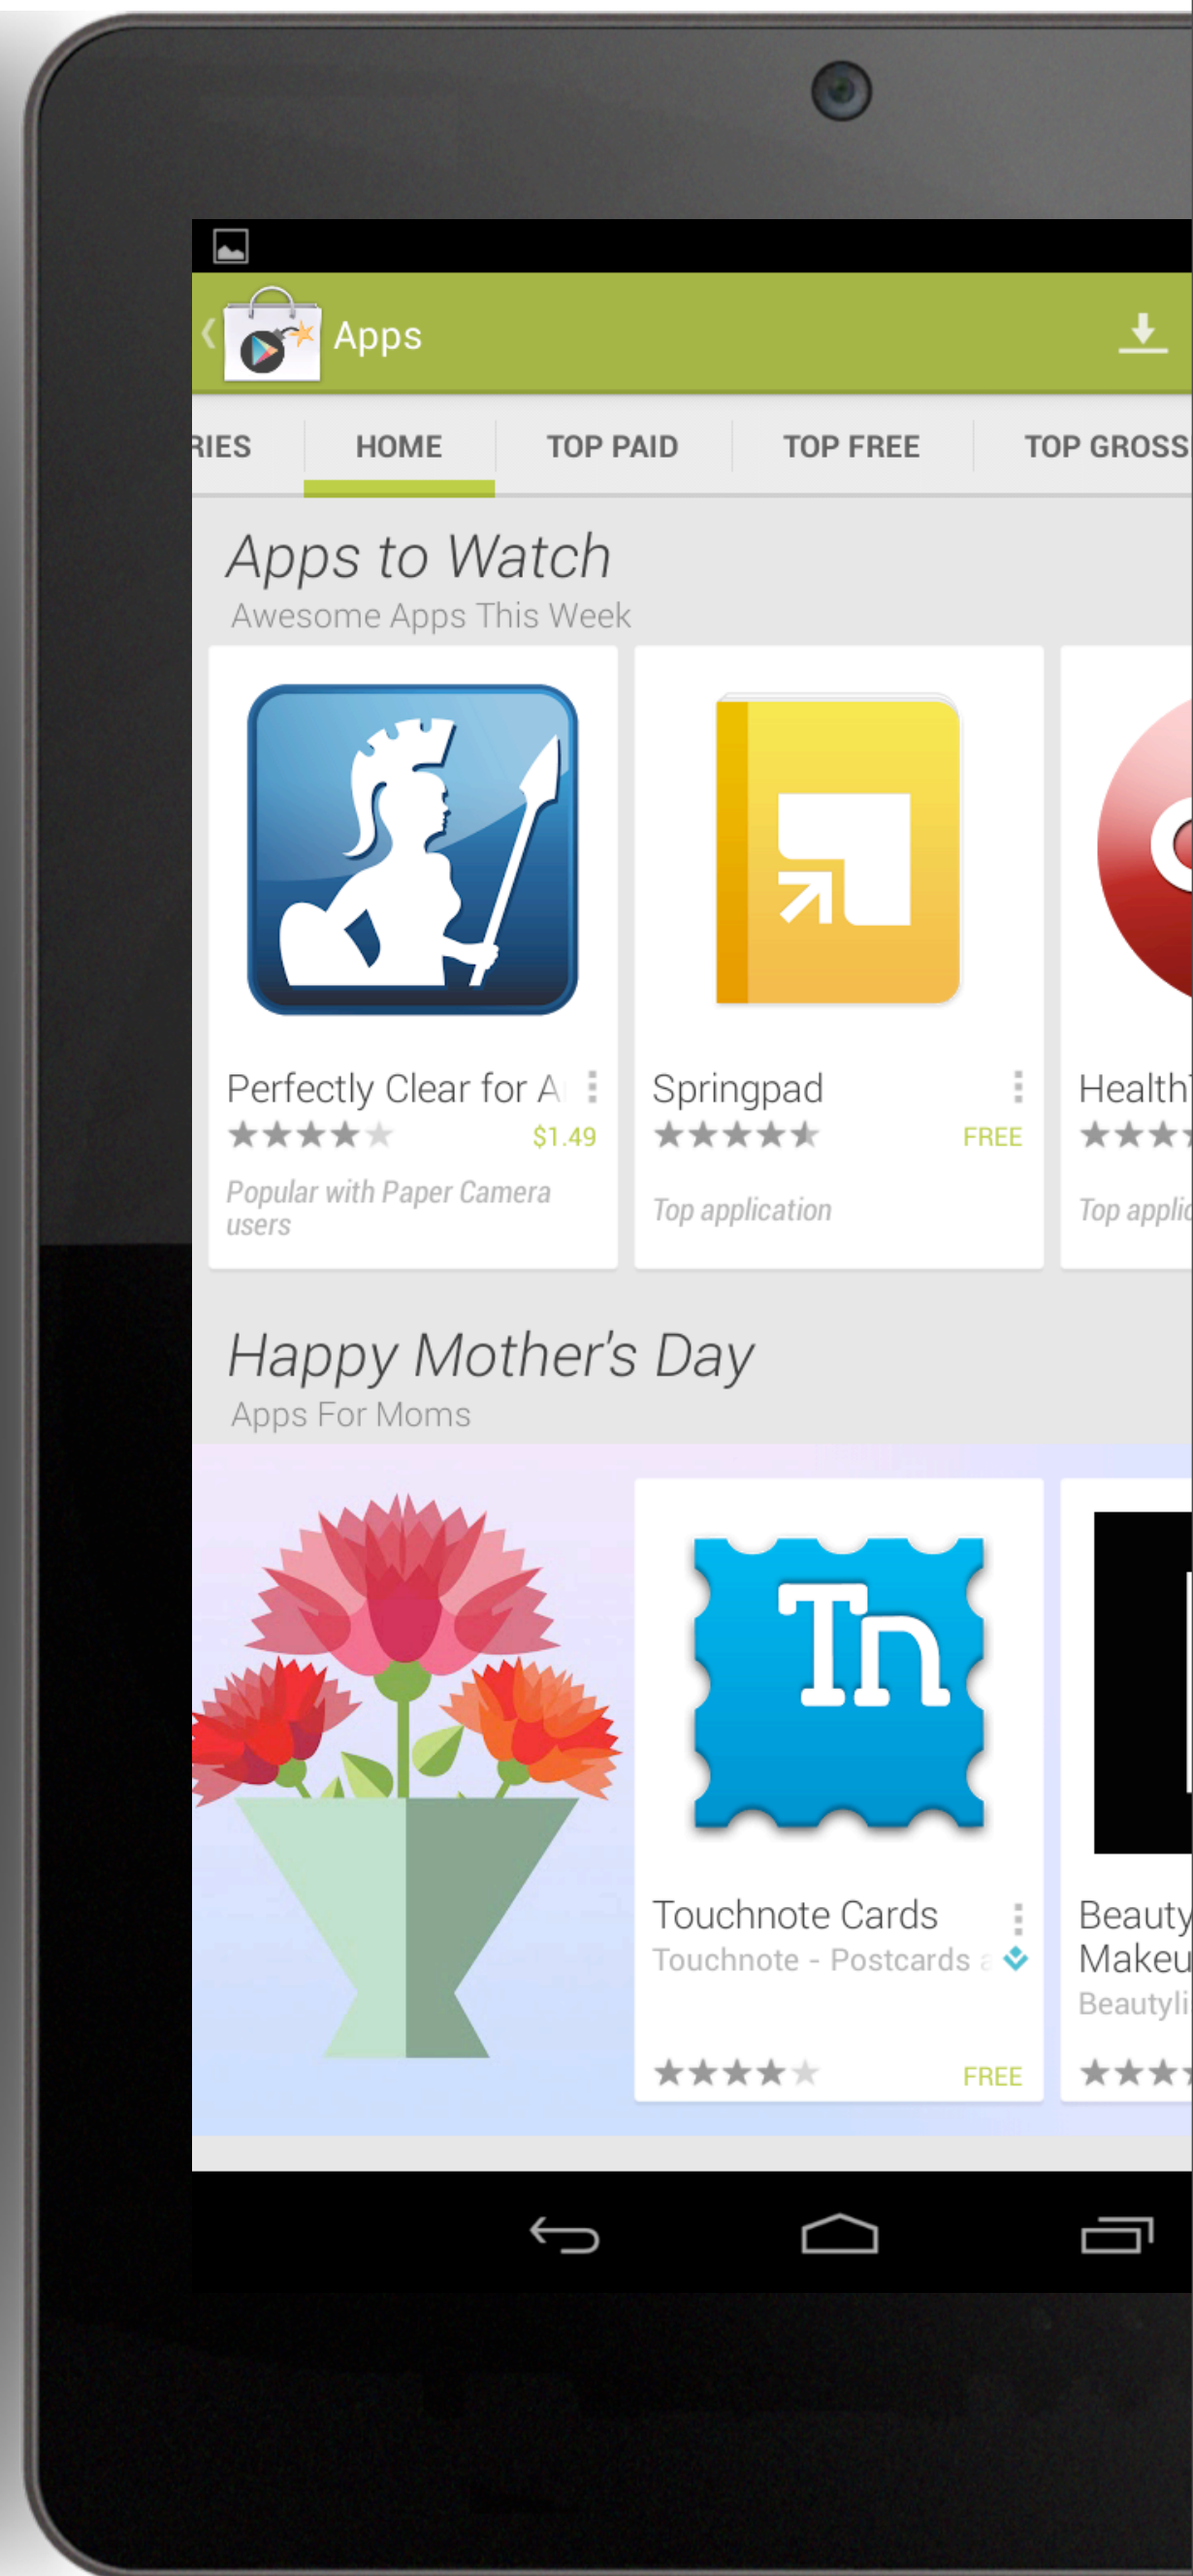 Apps
RIES HOME TOP PAID TOP FREE TOP GROSS
Apps to Watch
Awesome Apps This Week
Perfectly Clear for A
$1.49
Popular with Paper Camera
users
Springpad
FREE
Top application
Health
Top applic
Happy Mother's Day
Apps For Moms
Tn
Touchnote Cards
Touchnote - Postcards a
FREE
Beauty
Makeu
Beautyli